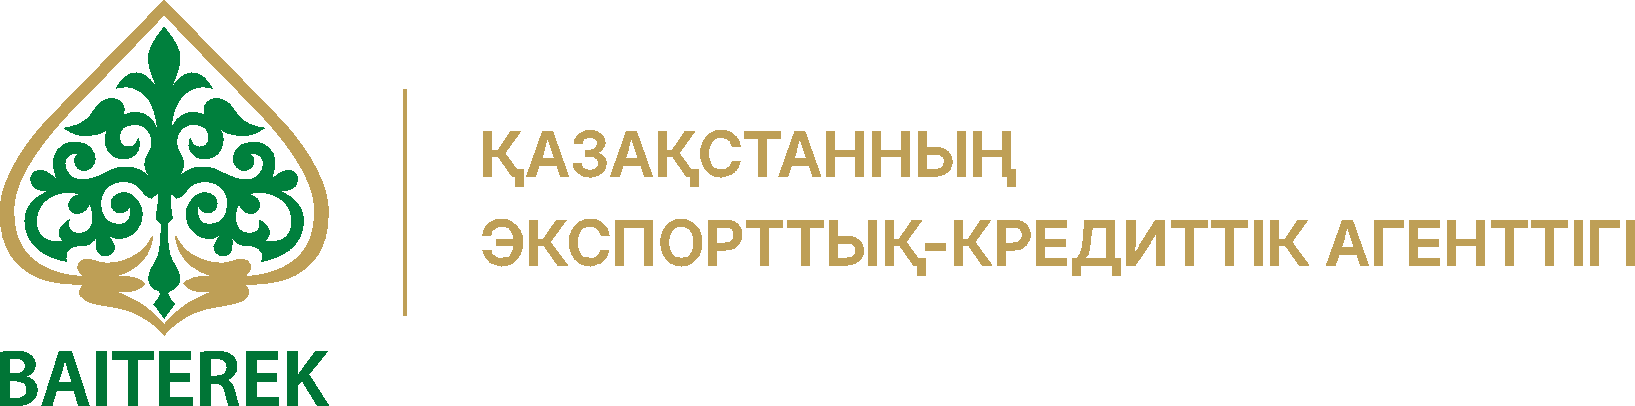 ҚАЗАҚСТАННЫҢ
ЭКСПОРТТЫҚ-КРЕДИТТІК АГЕНТТІГІ
BAITEREK